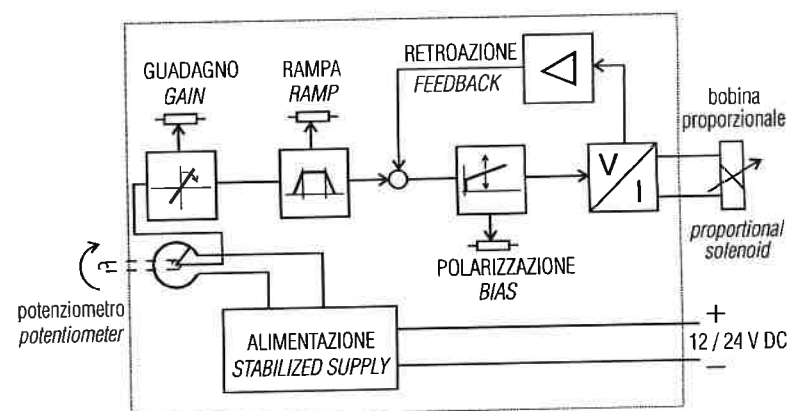 GUADAGNO
GAIN
RAMPA
RAMP
RETROAZIONE
FEEDBACK
bobina
proporzionale
V
I
proportional
solenoid
POLARIZZAZIONE
BIAS
potenziometro
potentiometer
ALIMENTAZIONE
STABILIZED SUPPLY
+
12 / 24 V DC
−